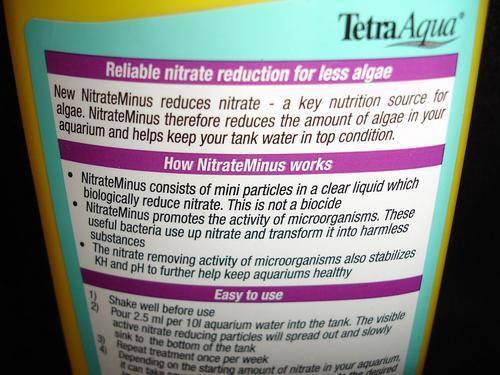 TetraAqua®
Reliable nitrate reduction for less algae
New NitrateMinus reduces nitrate - a key nutrition source for
algae. NitrateMinus therefore reduces the amount of algae in your
aquarium and helps keep your tank water in top condition.
How NitrateMinus works
• NitrateMinus consists of mini particles in a clear liquid which
biologically reduce nitrate. This is not a biocide
• NitrateMinus promotes the activity of microorganisms. These
useful bacteria use up nitrate and transform it into harmless
substances
• The nitrate removing activity of microorganisms also stabilizes
KH and pH to further help keep aquariums healthy
Easy to use
1) Shake well before use
2) Pour 2.5 ml per 10l aquarium water into the tank. The visible
active nitrate reducing particles will spread out and slowly
sink to the bottom of the tank
3) Repeat treatment once per week
4) Depending on the starting amount of nitrate in your aquarium,
it can take to the desired